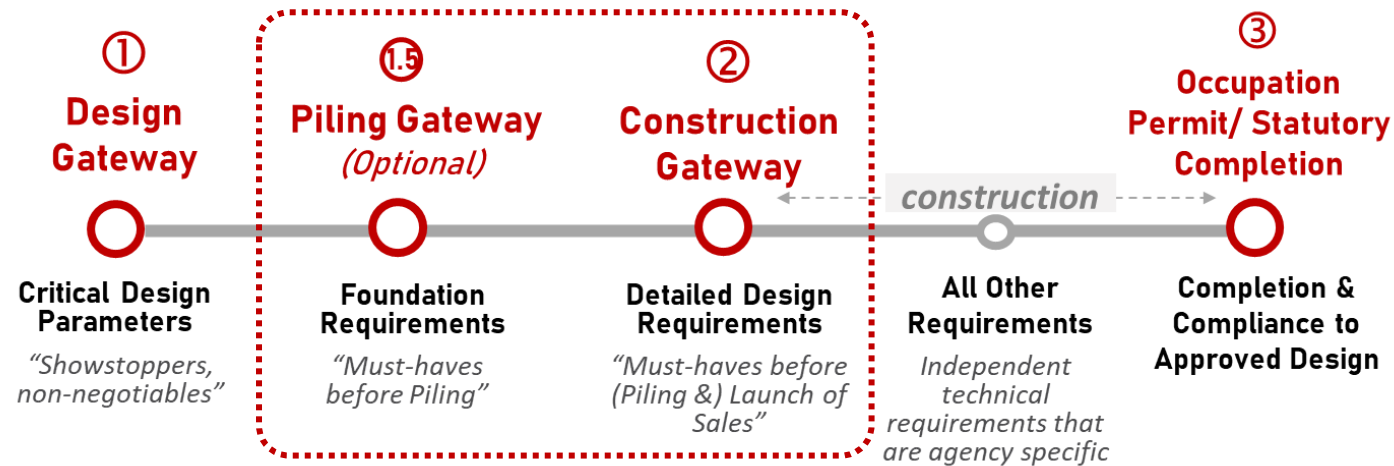 ①
Design
Gateway
Critical Design
Parameters
“Showstoppers,
non-negotiables”
1.5
Piling Gateway
(Optional)
Foundation
Requirements
“Must-haves
before Piling”
②
Construction
Gateway
Detailed Design
Requirements
“Must-haves before
(Piling &) Launch of
Sales”
construction
All Other
Requirements
Independent
technical
requirements that
are agency specific
③
Occupation
Permit/ Statutory
Completion
Completion &
Compliance to
Approved Design